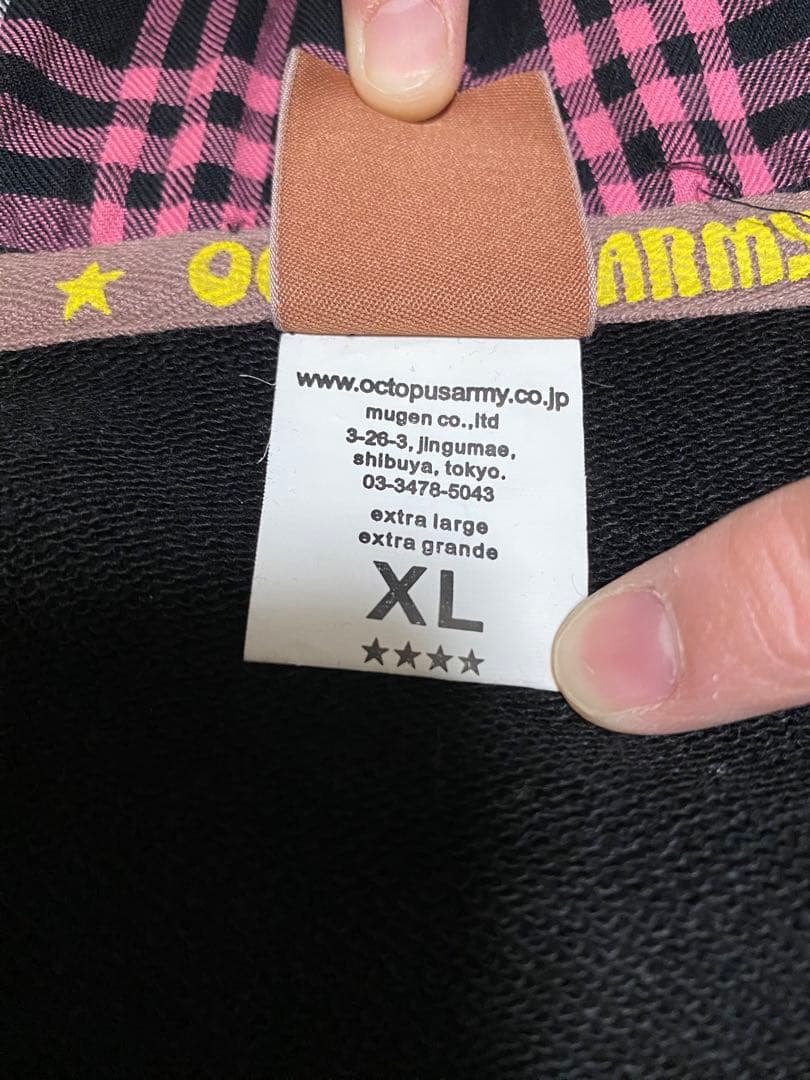 ARMY
www.octopusarmy.co.jp
mugen co.,ltd
3-26-3, jingumae,
shibuya, tokyo.
03-3478-5043
extra large
extra grande
XL